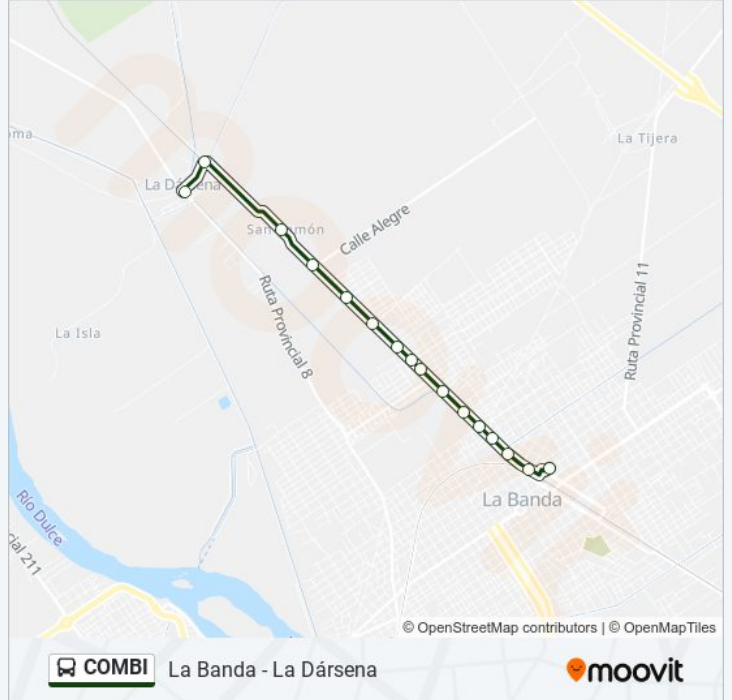 oma
La Tijera
La Dársena
San Ramón
Calle Alegre
Ruta Provincial 11
Ruta Provincial 8
La Isla
La Banda
Río Dulce
cial 211
© OpenStreetMap contributors | © OpenMapTiles
COMBI La Banda - La Dársena moovit